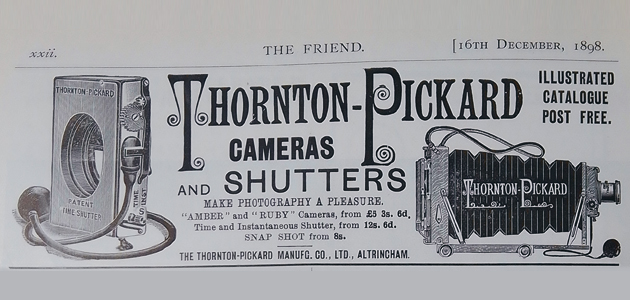 xxii.
THE FRIEND.
[16TH DECEMBER, 1898.
THORNTON PICKARD
PATENT
TIME SHUTTER
TIME
INST
THORNTON-PICKARD
CAMERAS
AND SHUTTERS
MAKE PHOTOGRAPHY A PLEASURE.
"AMBER" and "RUBY" Cameras, from £5 3s. 6d,
Time and Instantaneous Shutter, from 12s. 6d.
SNAP SHOT from 8s.
THE THORNTON-PICKARD MANUFG. CO., LTD., ALTRINCHAM.
ILLUSTRATED
CATALOGUE
POST FREE.
THORNTON-PICKARD